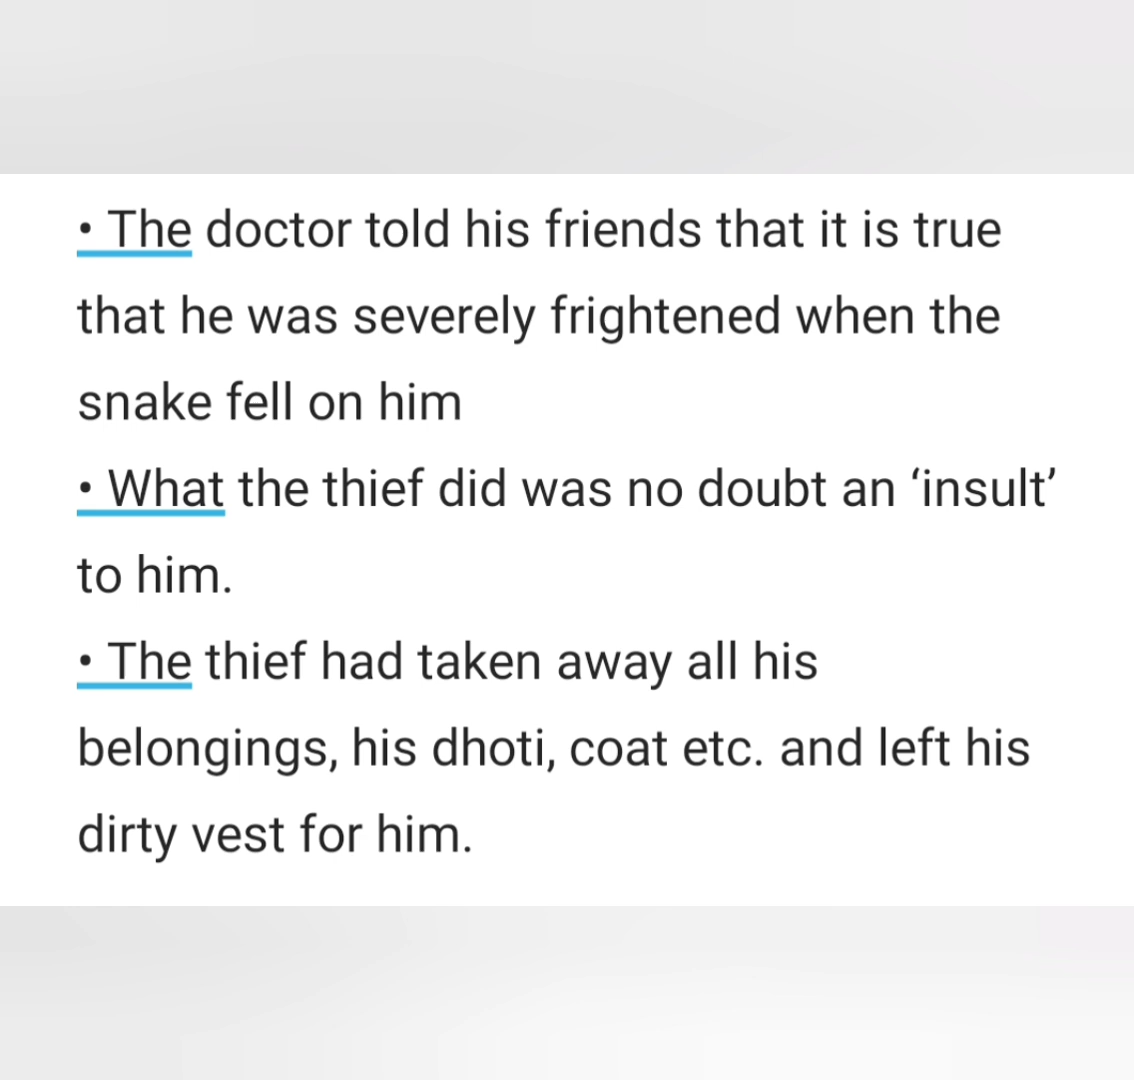 • The doctor told his friends that it is true
that he was severely frightened when the
snake fell on him
• What the thief did was no doubt an ‘insult’
to him.
• The thief had taken away all his
belongings, his dhoti, coat etc. and left his
dirty vest for him.